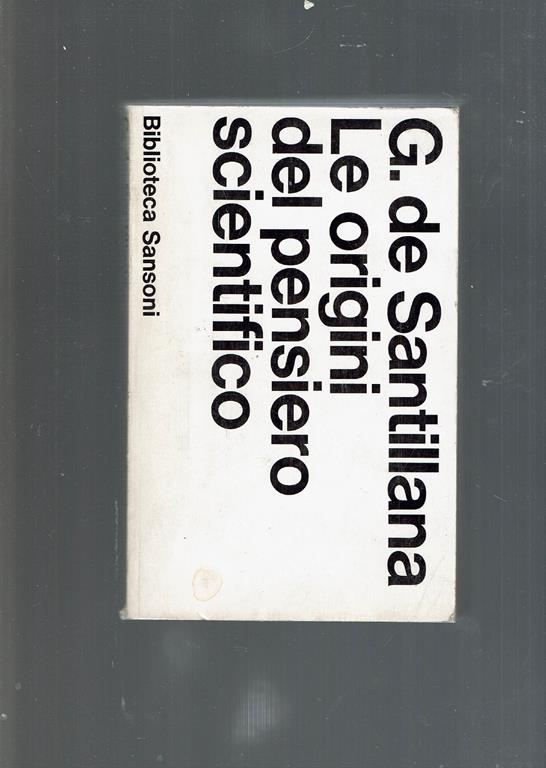 G. de Santillana
Le origini
del pensiero
scientifico
Biblioteca Sansoni